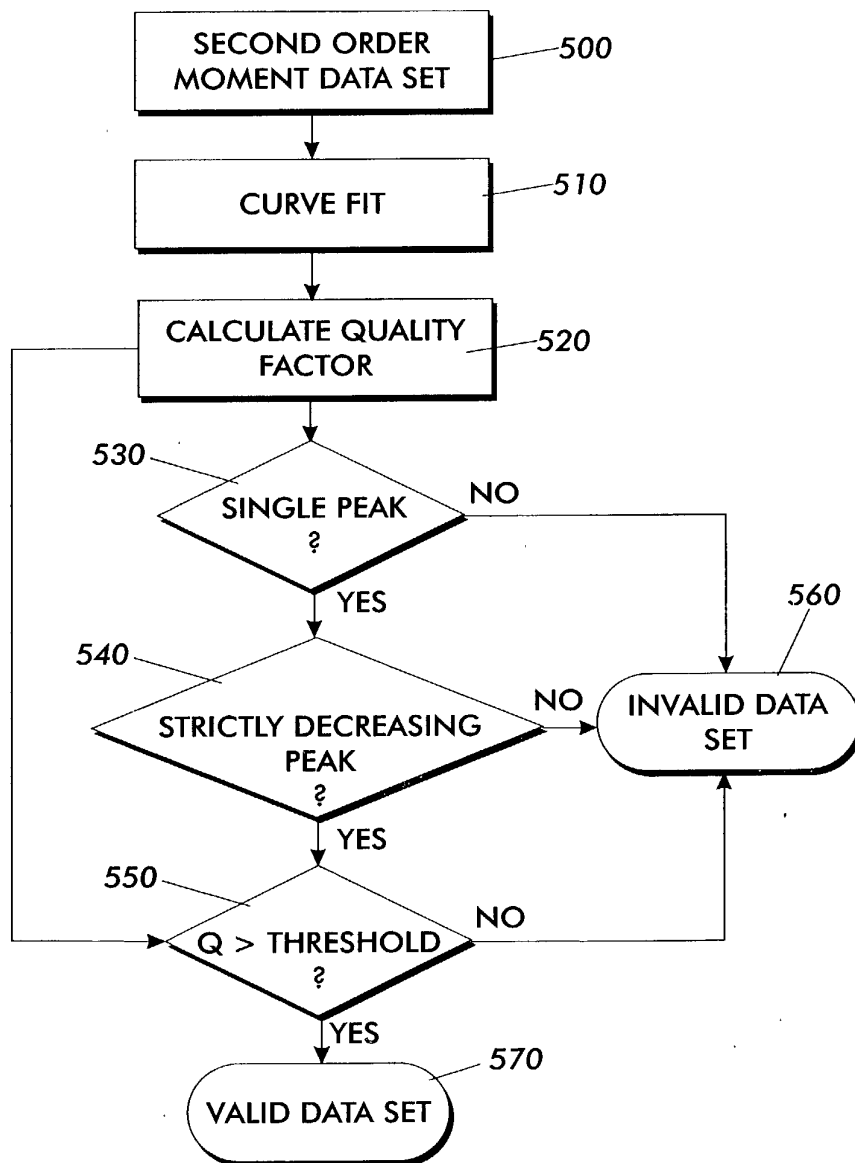 SECOND ORDER
MOMENT DATA SET
500
CURVE FIT
510
CALCULATE QUALITY
FACTOR
520
530
SINGLE PEAK
?
NO
YES
540
STRICTLY DECREASING
PEAK
?
NO
560
INVALID DATA
SET
YES
550
Q > THRESHOLD
?
NO
YES
570
VALID DATA SET